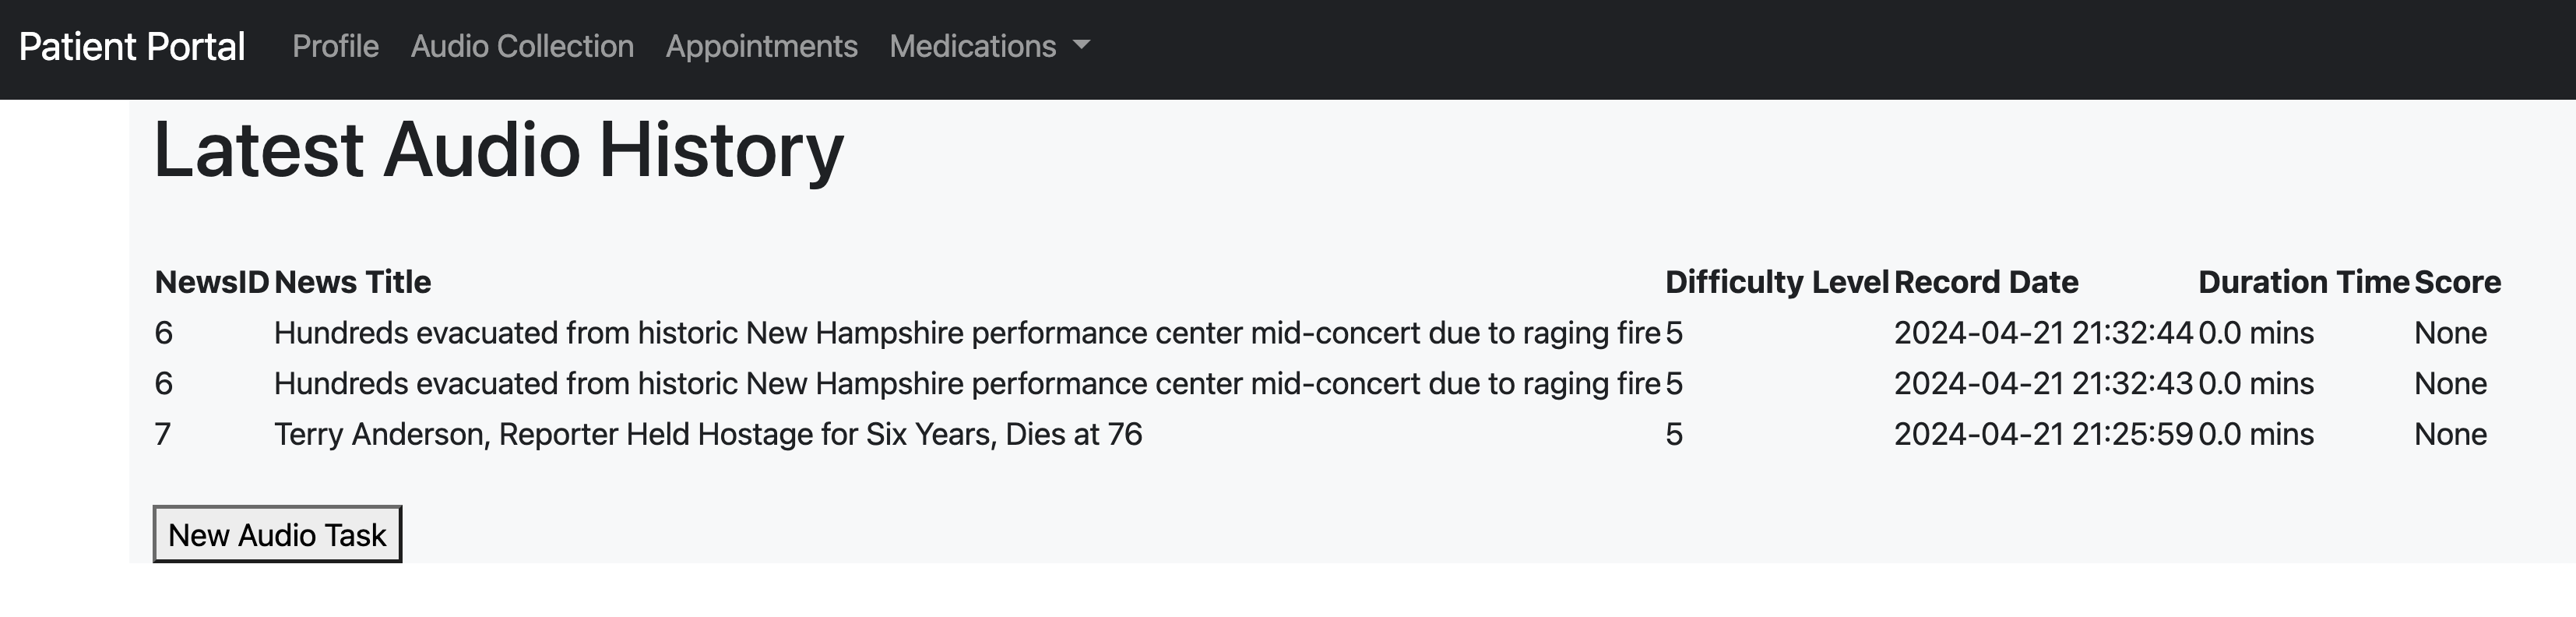 Patient Portal Profile Audio Collection Appointments Medications
Latest Audio History
NewsID News Title Difficulty Level Record Date Duration Time Score
6 Hundreds evacuated from historic New Hampshire performance center mid-concert due to raging fire 5 2024-04-21 21:32:44 0.0 mins None
6 Hundreds evacuated from historic New Hampshire performance center mid-concert due to raging fire 5 2024-04-21 21:32:43 0.0 mins None
7 Terry Anderson, Reporter Held Hostage for Six Years, Dies at 76 5 2024-04-21 21:25:59 0.0 mins None
New Audio Task